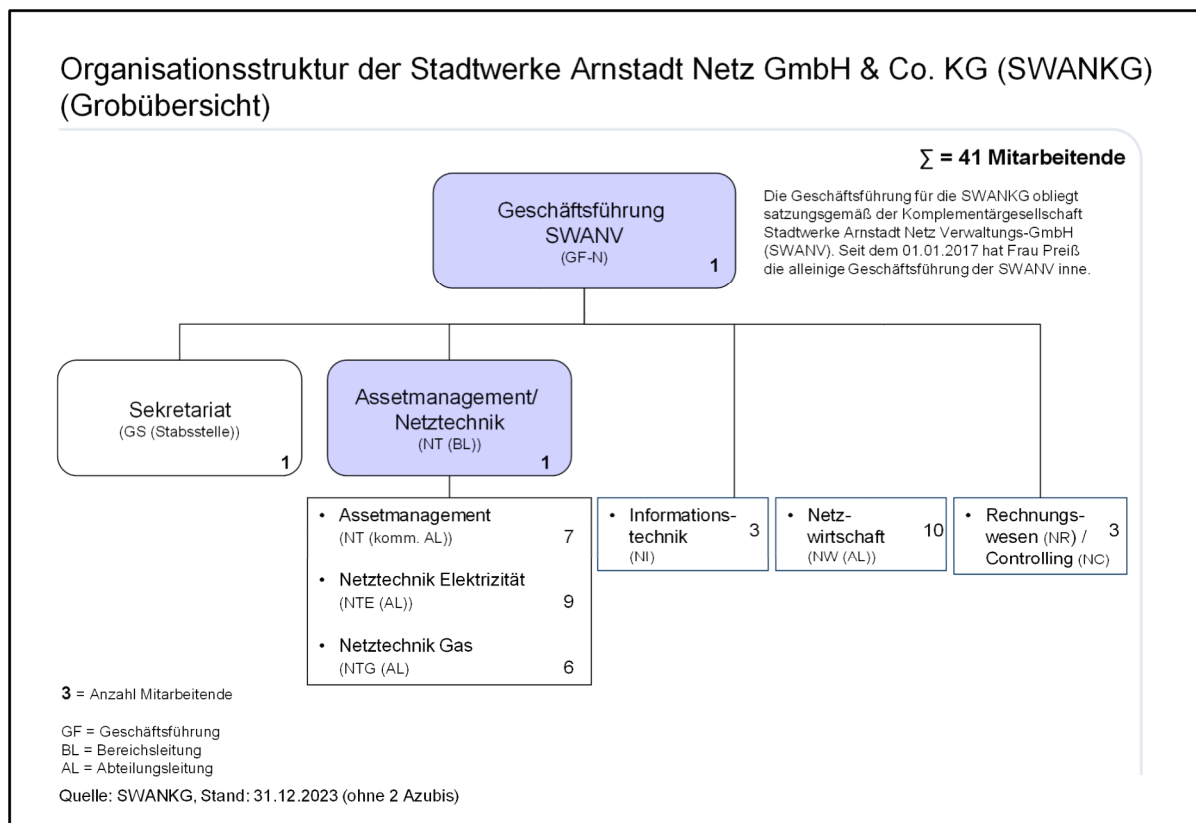 Organisationsstruktur der Stadtwerke Arnstadt Netz GmbH & Co. KG (SWANKG)
(Grobübersicht)
∑ = 41 Mitarbeitende
Geschäftsführung
SWANV
(GF-N)
1
Die Geschäftsführung für die SWANKG obliegt
satzungsgemäß der Komplementärgesellschaft
Stadtwerke Arnstadt Netz Verwaltungs-GmbH
(SWANV). Seit dem 01.01.2017 hat Frau Preiß
die alleinige Geschäftsführung der SWANV inne.
Sekretariat
(GS (Stabsstelle))
1
Assetmanagement/
Netztechnik
(NT (BL))
1
• Assetmanagement
(NT (komm. AL)) 7
• Netztechnik Elektrizität
(NTE (AL)) 9
• Netztechnik Gas
(NTG (AL) 6
• Informations-
technik 3
(NI)
• Netz-
wirtschaft 10
(NW (AL))
• Rechnungs-
wesen (NR) / 3
Controlling (NC)
3 = Anzahl Mitarbeitende
GF = Geschäftsführung
BL = Bereichsleitung
AL = Abteilungsleitung
Quelle: SWANKG, Stand: 31.12.2023 (ohne 2 Azubis)